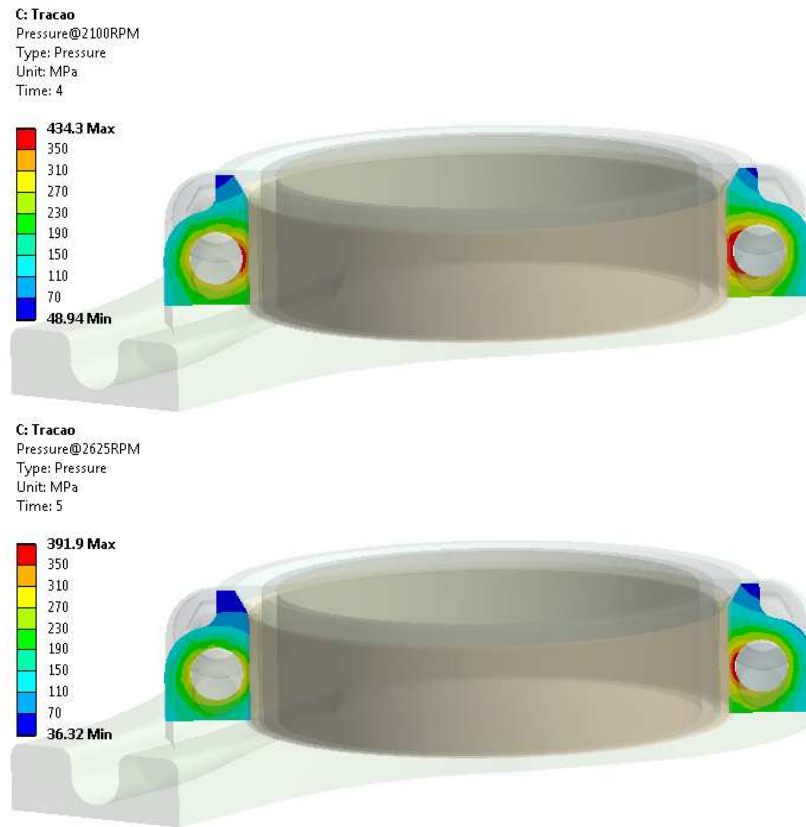 C: Tracao
Pressure@2100RPM
Type: Pressure
Unit: MPa
Time: 4
434.3 Max
350
310
270
230
190
150
110
70
48.94 Min
C: Tracao
Pressure@2625RPM
Type: Pressure
Unit: MPa
Time: 5
391.9 Max
350
310
270
230
190
150
110
70
36.32 Min